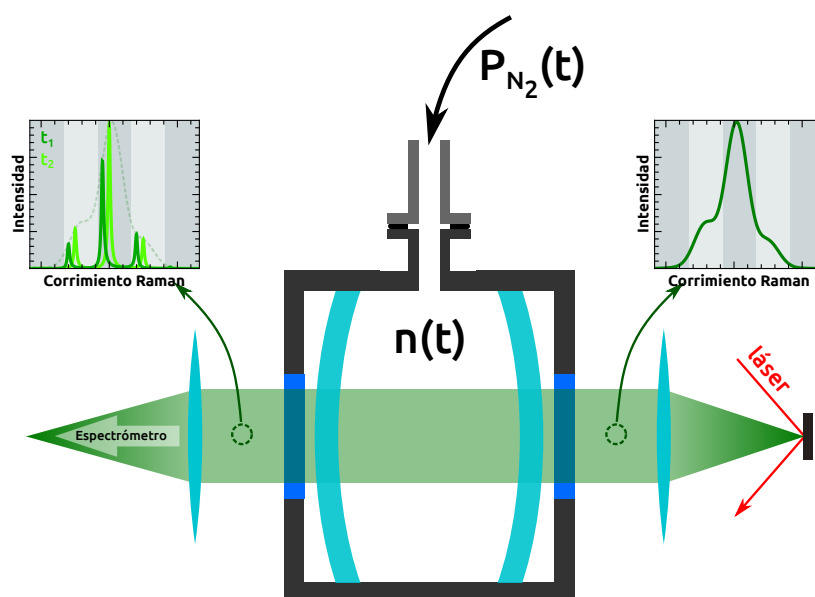 P_N₂(t)
t₁
t₂
Intensidad
Corrimiento Raman
Intensidad
Corrimiento Raman
n(t)
láser
Espectrómetro